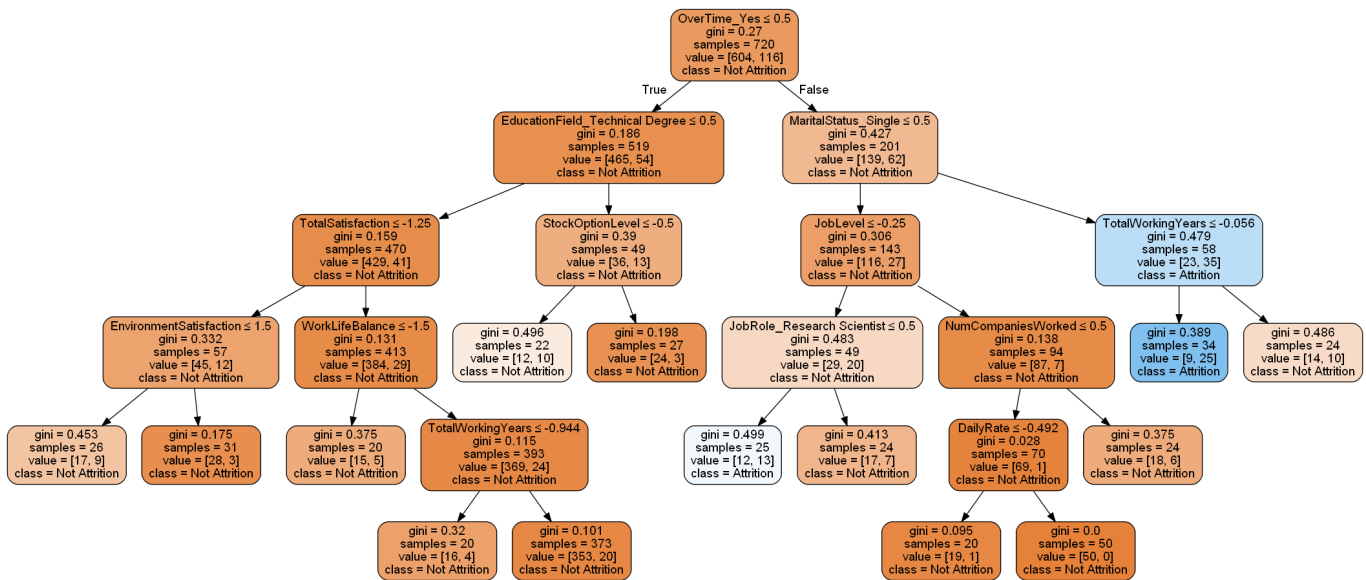 OverTime_Yes ≤ 0.5
gini = 0.27
samples = 720
value = [604, 116]
class = Not Attrition
True
False
EducationField_Technical Degree ≤ 0.5
gini = 0.186
samples = 519
value = [465, 54]
class = Not Attrition
MaritalStatus_Single ≤ 0.5
gini = 0.427
samples = 201
value = [139, 62]
class = Not Attrition
TotalSatisfaction ≤ -1.25
gini = 0.159
samples = 470
value = [429, 41]
class = Not Attrition
StockOptionLevel ≤ -0.5
gini = 0.39
samples = 49
value = [36, 13]
class = Not Attrition
JobLevel ≤ -0.25
gini = 0.306
samples = 143
value = [116, 27]
class = Not Attrition
TotalWorkingYears ≤ -0.056
gini = 0.479
samples = 58
value = [23, 35]
class = Attrition
EnvironmentSatisfaction ≤ 1.5
gini = 0.332
samples = 57
value = [45, 12]
class = Not Attrition
WorkLifeBalance ≤ -1.5
gini = 0.131
samples = 413
value = [384, 29]
class = Not Attrition
gini = 0.496
samples = 22
value = [12, 10]
class = Not Attrition
gini = 0.198
samples = 27
value = [24, 3]
class = Not Attrition
JobRole_Research Scientist ≤ 0.5
gini = 0.483
samples = 49
value = [29, 20]
class = Not Attrition
NumCompaniesWorked ≤ 0.5
gini = 0.138
samples = 94
value = [87, 7]
class = Not Attrition
gini = 0.389
samples = 34
value = [9, 25]
class = Attrition
gini = 0.486
samples = 24
value = [14, 10]
class = Not Attrition
gini = 0.453
samples = 26
value = [17, 9]
class = Not Attrition
gini = 0.175
samples = 31
value = [28, 3]
class = Not Attrition
gini = 0.375
samples = 20
value = [15, 5]
class = Not Attrition
TotalWorkingYears ≤ -0.944
gini = 0.115
samples = 393
value = [369, 24]
class = Not Attrition
gini = 0.499
samples = 25
value = [12, 13]
class = Attrition
gini = 0.413
samples = 24
value = [17, 7]
class = Not Attrition
DailyRate ≤ -0.492
gini = 0.028
samples = 70
value = [69, 1]
class = Not Attrition
gini = 0.375
samples = 24
value = [18, 6]
class = Not Attrition
gini = 0.32
samples = 20
value = [16, 4]
class = Not Attrition
gini = 0.101
samples = 373
value = [353, 20]
class = Not Attrition
gini = 0.095
samples = 20
value = [19, 1]
class = Not Attrition
gini = 0.0
samples = 50
value = [50, 0]
class = Not Attrition